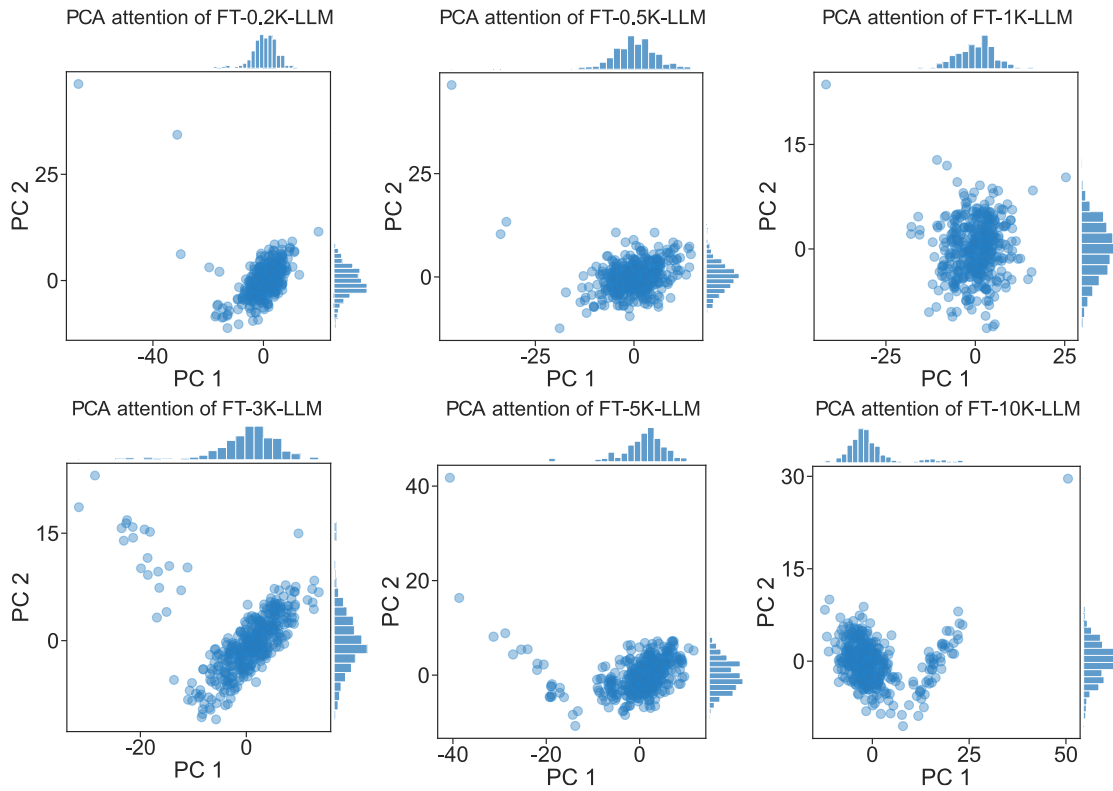 PCA attention of FT-0.2K-LLM
PCA attention of FT-0.5K-LLM
PCA attention of FT-1K-LLM
PC 2
25
0
-40
0
PC 1
PC 2
25
0
-25
0
PC 1
PC 2
15
0
-25
0
25
PC 1
PCA attention of FT-3K-LLM
PCA attention of FT-5K-LLM
PCA attention of FT-10K-LLM
PC 2
15
0
-20
0
PC 1
PC 2
40
20
0
-40
-20
0
PC 1
PC 2
30
15
0
0
25
50
PC 1